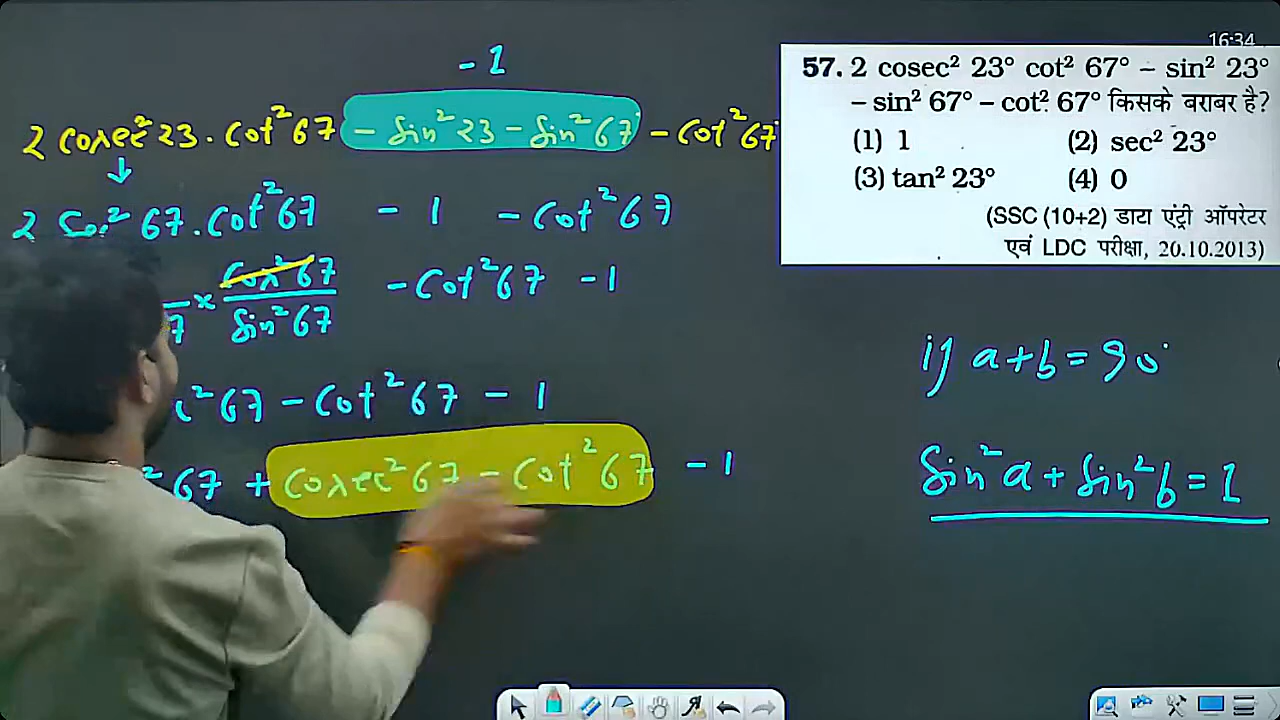 16:34
- 1
2 cosec² 23 . cot² 67 - sin² 23 - sin² 67 - cot² 67
2 Sec² 67 . cot² 67 - 1 - cot² 67
7 × cos² 67 / sin² 67 - cot² 67 - 1
c² 67 - cot² 67 - 1
² 67 + cosec² 67 - cot² 67 - 1
57. 2 cosec² 23° cot² 67° – sin² 23°
– sin² 67° – cot² 67° किसके बराबर है?
(1) 1 (2) sec² 23°
(3) tan² 23° (4) 0
(SSC (10+2) डाटा एंट्री ऑपरेटर
एवं LDC परीक्षा, 20.10.2013)
if a+b = 90°
sin² a + sin² b = 1